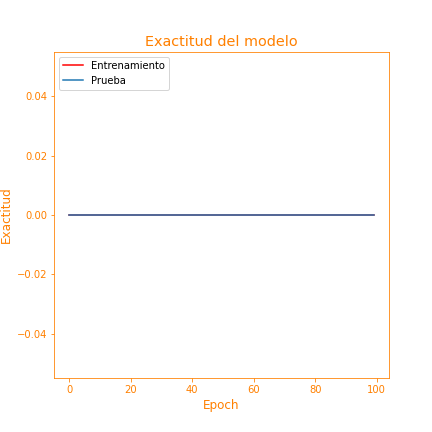 Exactitud del modelo
Entrenamiento
Prueba
0.04
0.02
0.00
−0.02
−0.04
Exactitud
0 20 40 60 80 100
Epoch